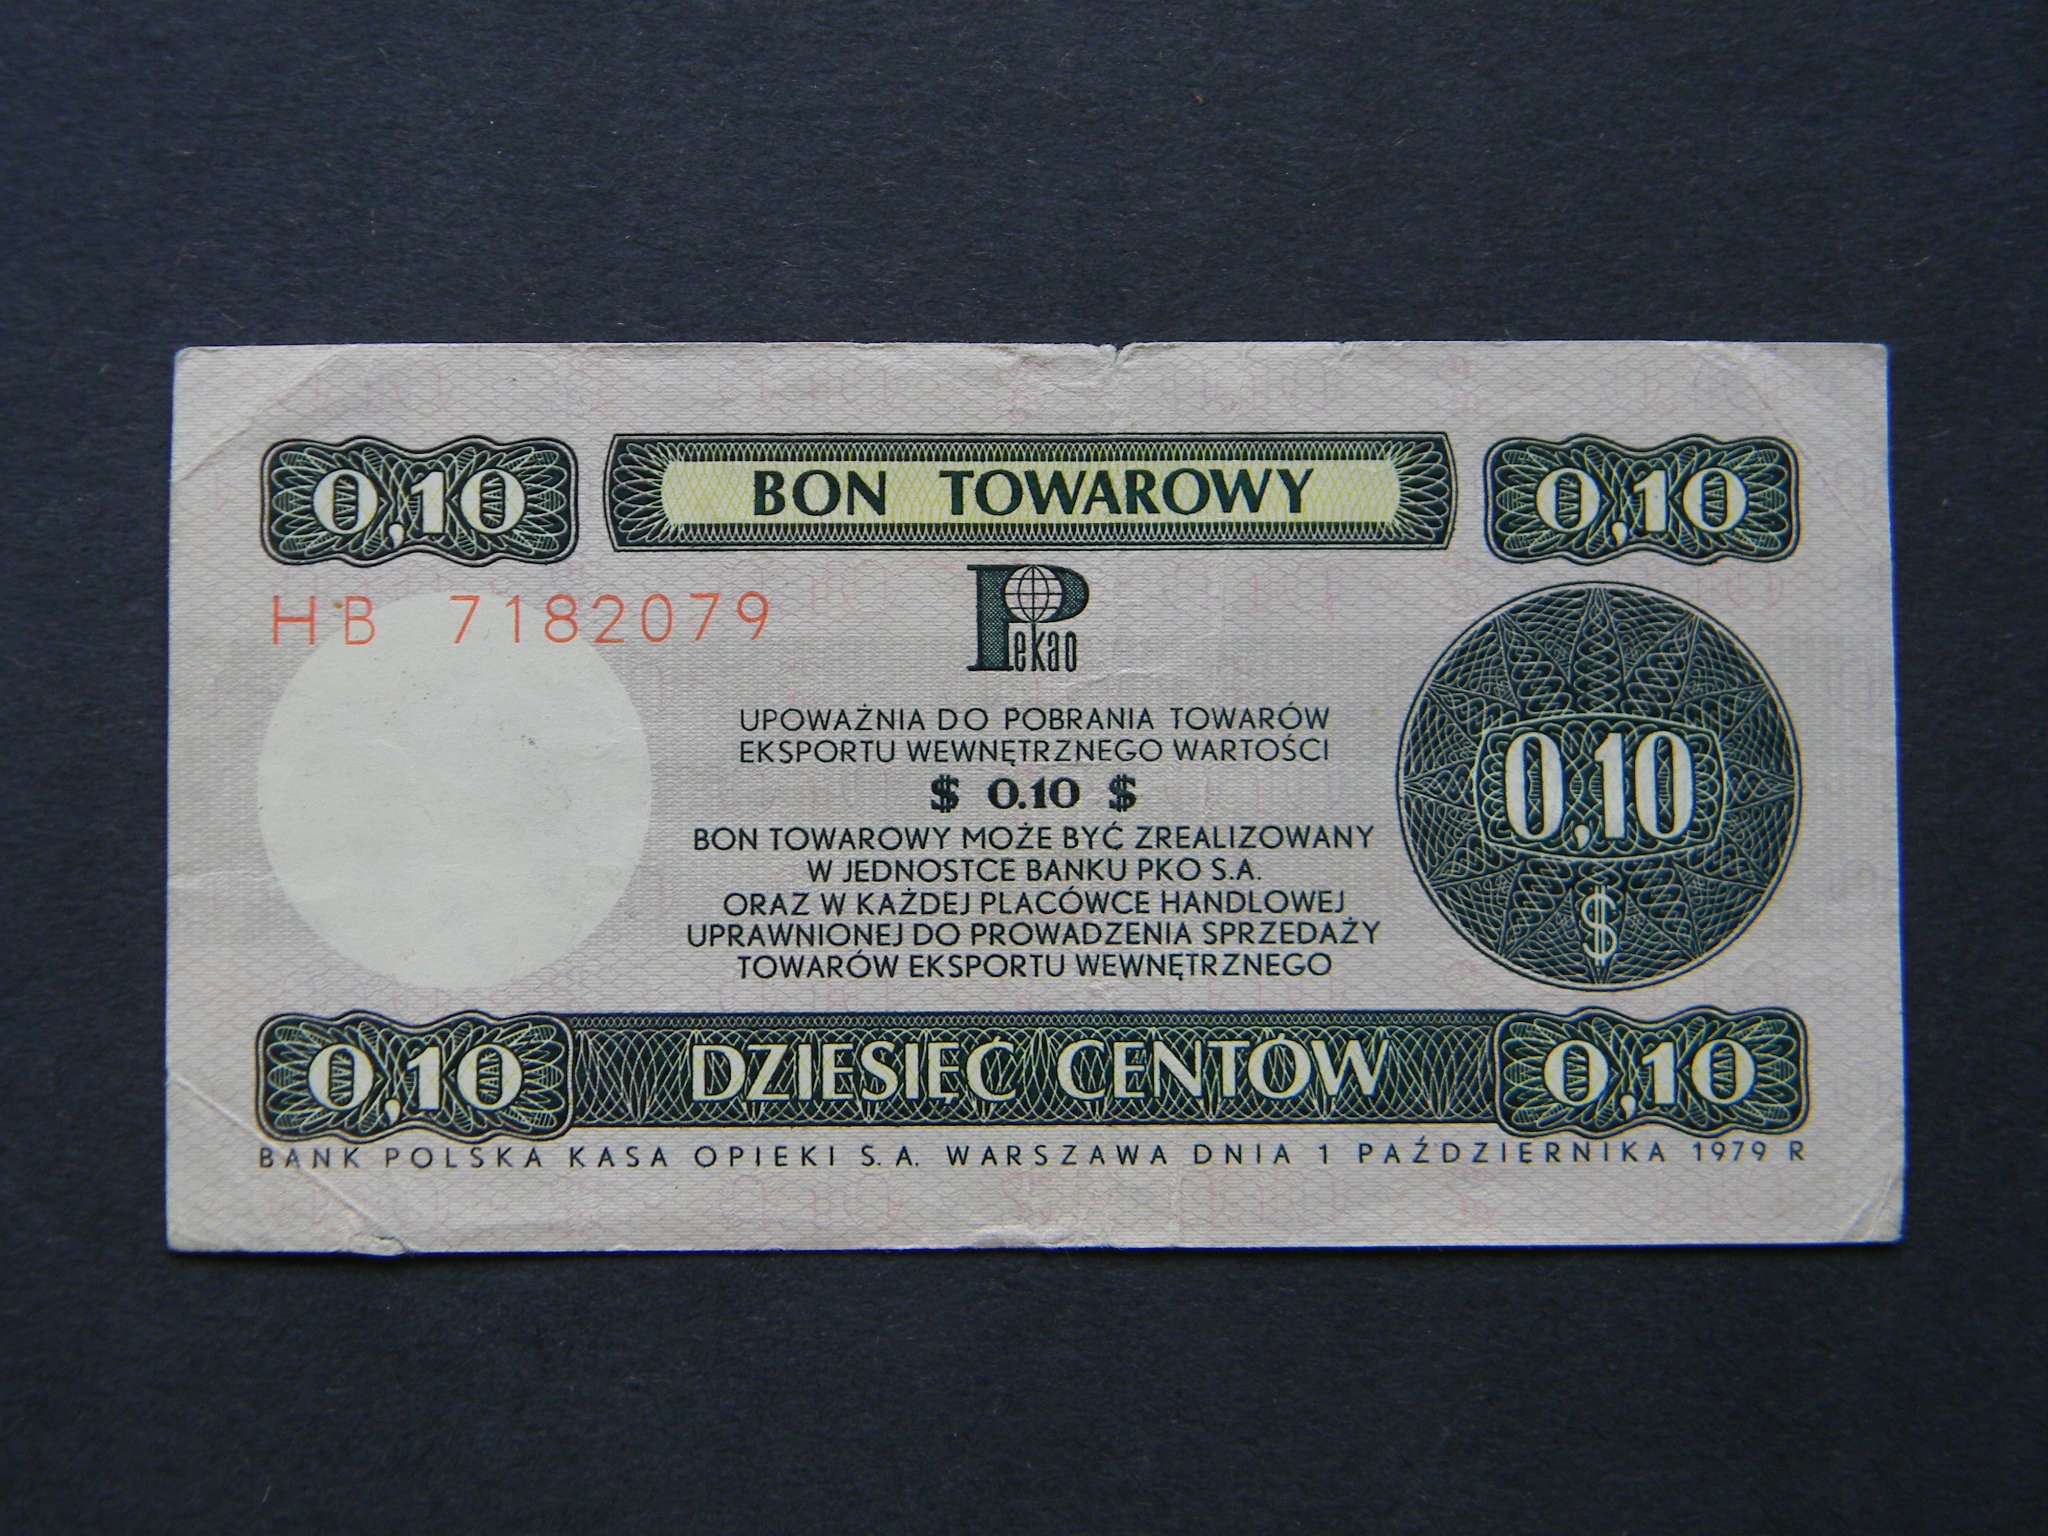 0,10 BON TOWAROWY 0,10
HB 7182079
Pekao
UPOWAŻNIA DO POBRANIA TOWARÓW
EKSPORTU WEWNĘTRZNEGO WARTOŚCI
$ 0.10 $
0,10
$
BON TOWAROWY MOŻE BYĆ ZREALIZOWANY
W JEDNOSTCE BANKU PKO S.A.
ORAZ W KAŻDEJ PLACÓWCE HANDLOWEJ
UPRAWNIONEJ DO PROWADZENIA SPRZEDAŻY
TOWARÓW EKSPORTU WEWNĘTRZNEGO
0,10 DZIESIĘĆ CENTÓW 0,10
BANK POLSKA KASA OPIEKI S.A. WARSZAWA DNIA 1 PAŹDZIERNIKA 1979 R